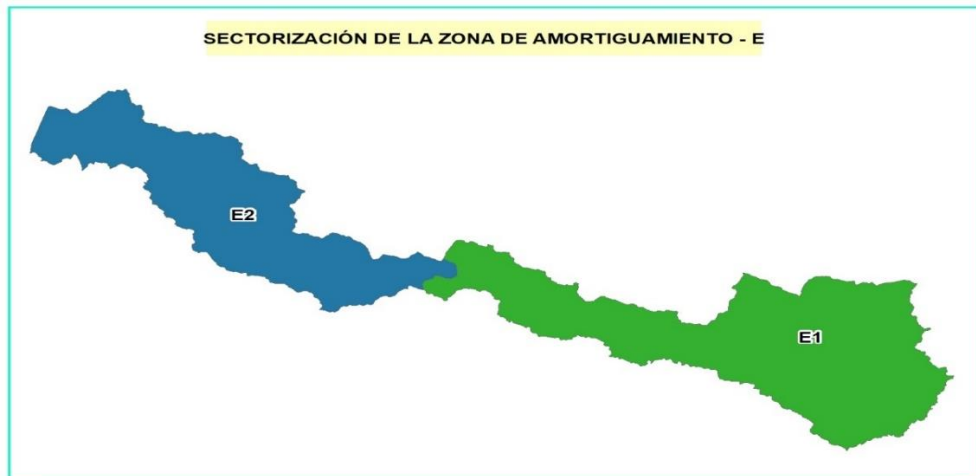 SECTORIZACIÓN DE LA ZONA DE AMORTIGUAMIENTO - E
E2
E1